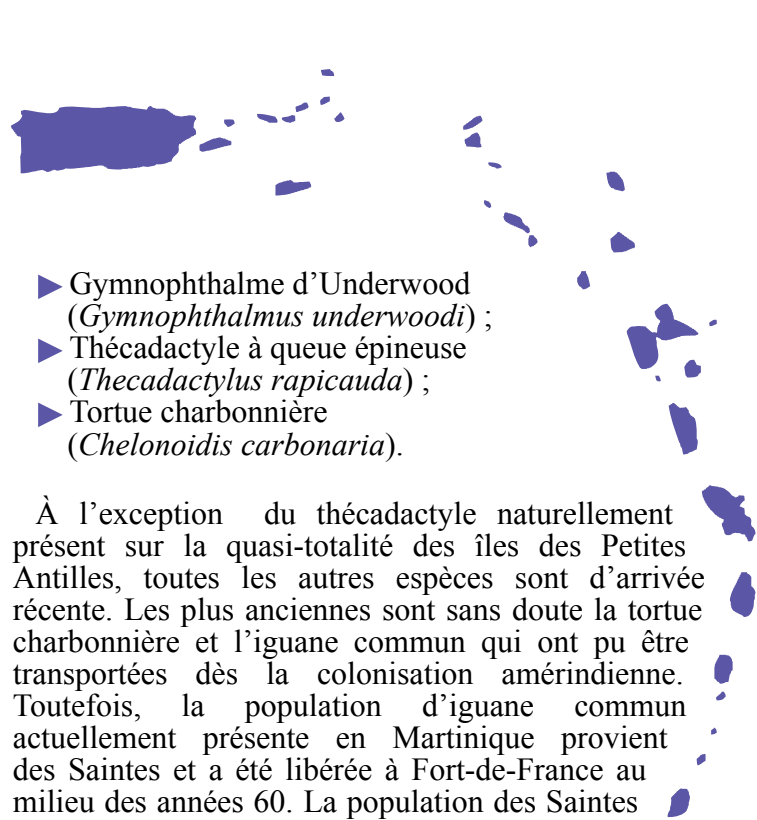 ▶ Gymnophthalme d’Underwood
(Gymnophthalmus underwoodi) ;
▶ Thécadactyle à queue épineuse
(Thecadactylus rapicauda) ;
▶ Tortue charbonnière
(Chelonoidis carbonaria).
À l’exception du thécadactyle naturellement
présent sur la quasi-totalité des îles des Petites
Antilles, toutes les autres espèces sont d’arrivée
récente. Les plus anciennes sont sans doute la tortue
charbonnière et l’iguane commun qui ont pu être
transportées dès la colonisation amérindienne.
Toutefois, la population d’iguane commun
actuellement présente en Martinique provient
des Saintes et a été libérée à Fort-de-France au
milieu des années 60. La population des Saintes